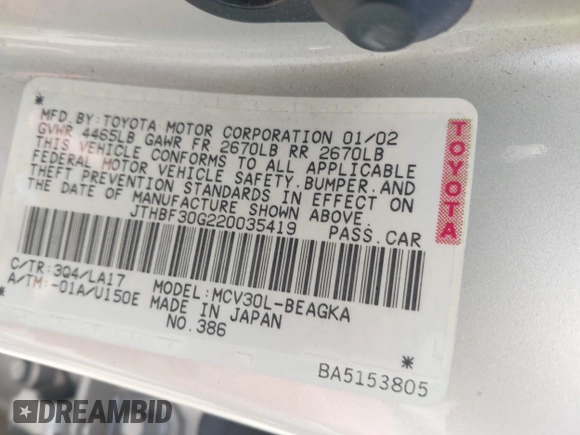 MFD. BY: TOYOTA MOTOR CORPORATION 01/02
GVWR 4465LB GAWR FR 2670LB RR 2670LB
THIS VEHICLE CONFORMS TO ALL APPLICABLE
FEDERAL MOTOR VEHICLE SAFETY, BUMPER, AND
THEFT PREVENTION STANDARDS IN EFFECT ON
THE DATE OF MANUFACTURE SHOWN ABOVE.
JTHBF30G220035419 PASS. CAR
C/TR: 3Q4/LA17 MODEL: MCV30L-BEAGKA
A/TM: -01A/U150E MADE IN JAPAN
NO. 386
BA5153805
TOYOTA
DREAMBID